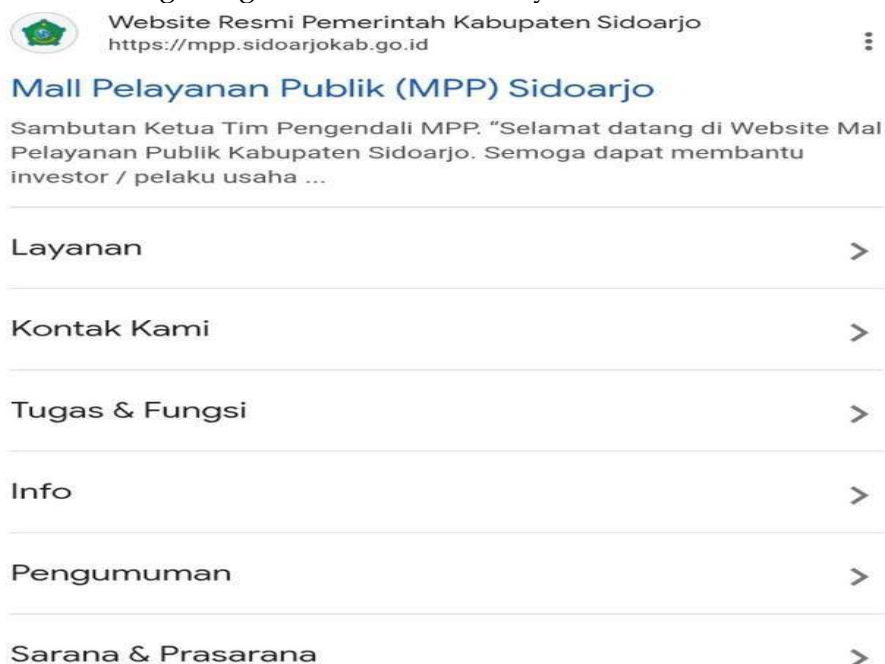 Website Resmi Pemerintah Kabupaten Sidoarjo
https://mpp.sidoarjokab.go.id
Mall Pelayanan Publik (MPP) Sidoarjo
Sambutan Ketua Tim Pengendali MPP. “Selamat datang di Website Mal
Pelayanan Publik Kabupaten Sidoarjo. Semoga dapat membantu
investor / pelaku usaha ...
Layanan
Kontak Kami
Tugas & Fungsi
Info
Pengumuman
Sarana & Prasarana